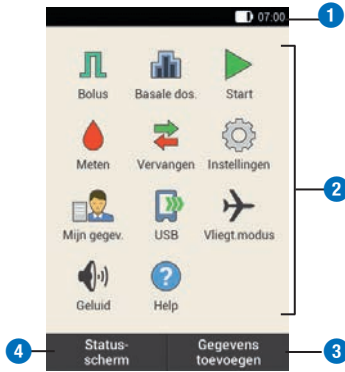 07:00
1
Bolus
Basale dos.
Start
Meten
Vervangen
Instellingen
2
Mijn gegev.
USB
Vliegt.modus
Geluid
?
Help
4
Status-
scherm
Gegevens
toevoegen
3